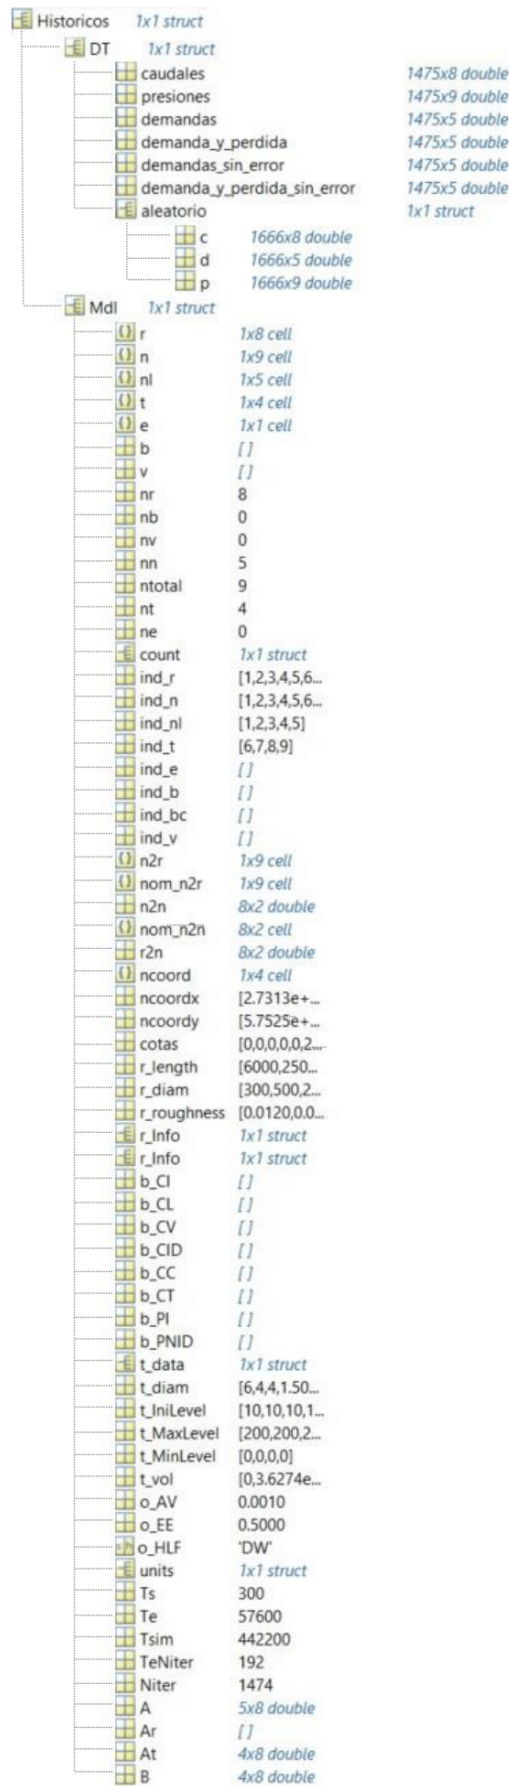 Historicos 1x1 struct
DT 1x1 struct
caudales 1475x8 double
presiones 1475x9 double
demandas 1475x5 double
demanda_y_perdida 1475x5 double
demandas_sin_error 1475x5 double
demanda_y_perdida_sin_error 1475x5 double
aleatorio 1x1 struct
c 1666x8 double
d 1666x5 double
p 1666x9 double
Mdl 1x1 struct
r 1x8 cell
n 1x9 cell
nl 1x5 cell
t 1x4 cell
e 1x1 cell
b []
v []
nr 8
nb 0
nv 0
nn 5
ntotal 9
nt 4
ne 0
count 1x1 struct
ind_r [1,2,3,4,5,6...
ind_n [1,2,3,4,5,6...
ind_nl [1,2,3,4,5]
ind_t [6,7,8,9]
ind_e []
ind_b []
ind_bc []
ind_v []
n2r 1x9 cell
nom_n2r 1x9 cell
n2n 8x2 double
nom_n2n 8x2 cell
r2n 8x2 double
ncoord 1x4 cell
ncoordx [2.7313e+...
ncoordy [5.7525e+...
cotas [0,0,0,0,0,2...
r_length [6000,250...
r_diam [300,500,2...
r_roughness [0.0120,0.0...
r_Info 1x1 struct
r_Info 1x1 struct
b_CI []
b_CL []
b_CV []
b_CID []
b_CC []
b_CT []
b_PI []
b_PNID []
t_data 1x1 struct
t_diam [6,4,4,1.50...
t_IniLevel [10,10,10,1...
t_MaxLevel [200,200,2...
t_MinLevel [0,0,0,0]
t_vol [0,3.6274e...
o_AV 0.0010
o_EE 0.5000
o_HLF 'DW'
units 1x1 struct
Ts 300
Te 57600
Tsim 442200
TeNiter 192
Niter 1474
A 5x8 double
Ar []
At 4x8 double
B 4x8 double